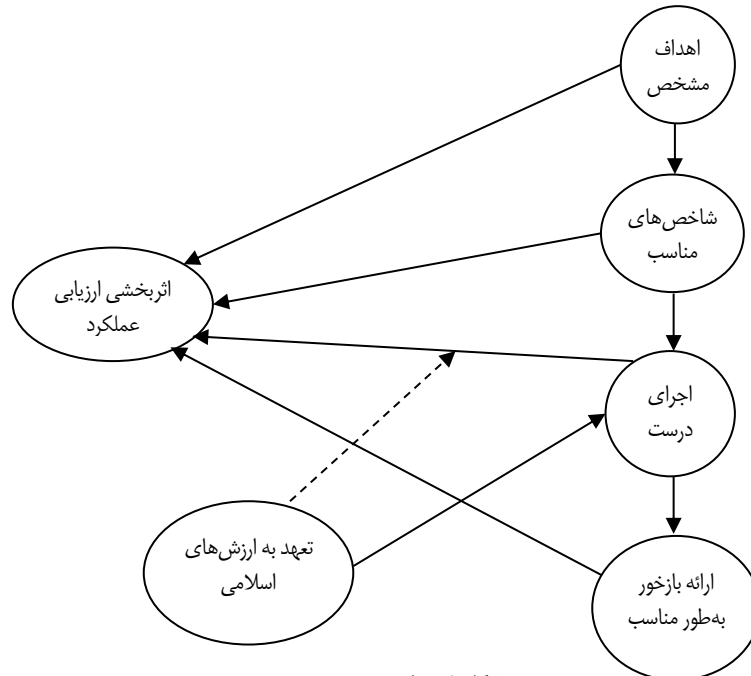 اهداف
مشخص
شاخص‌های
مناسب
اثربخشی ارزیابی
عملکرد
اجرای
درست
تعهد به ارزش‌های
اسلامی
ارائه بازخور
به‌طور مناسب